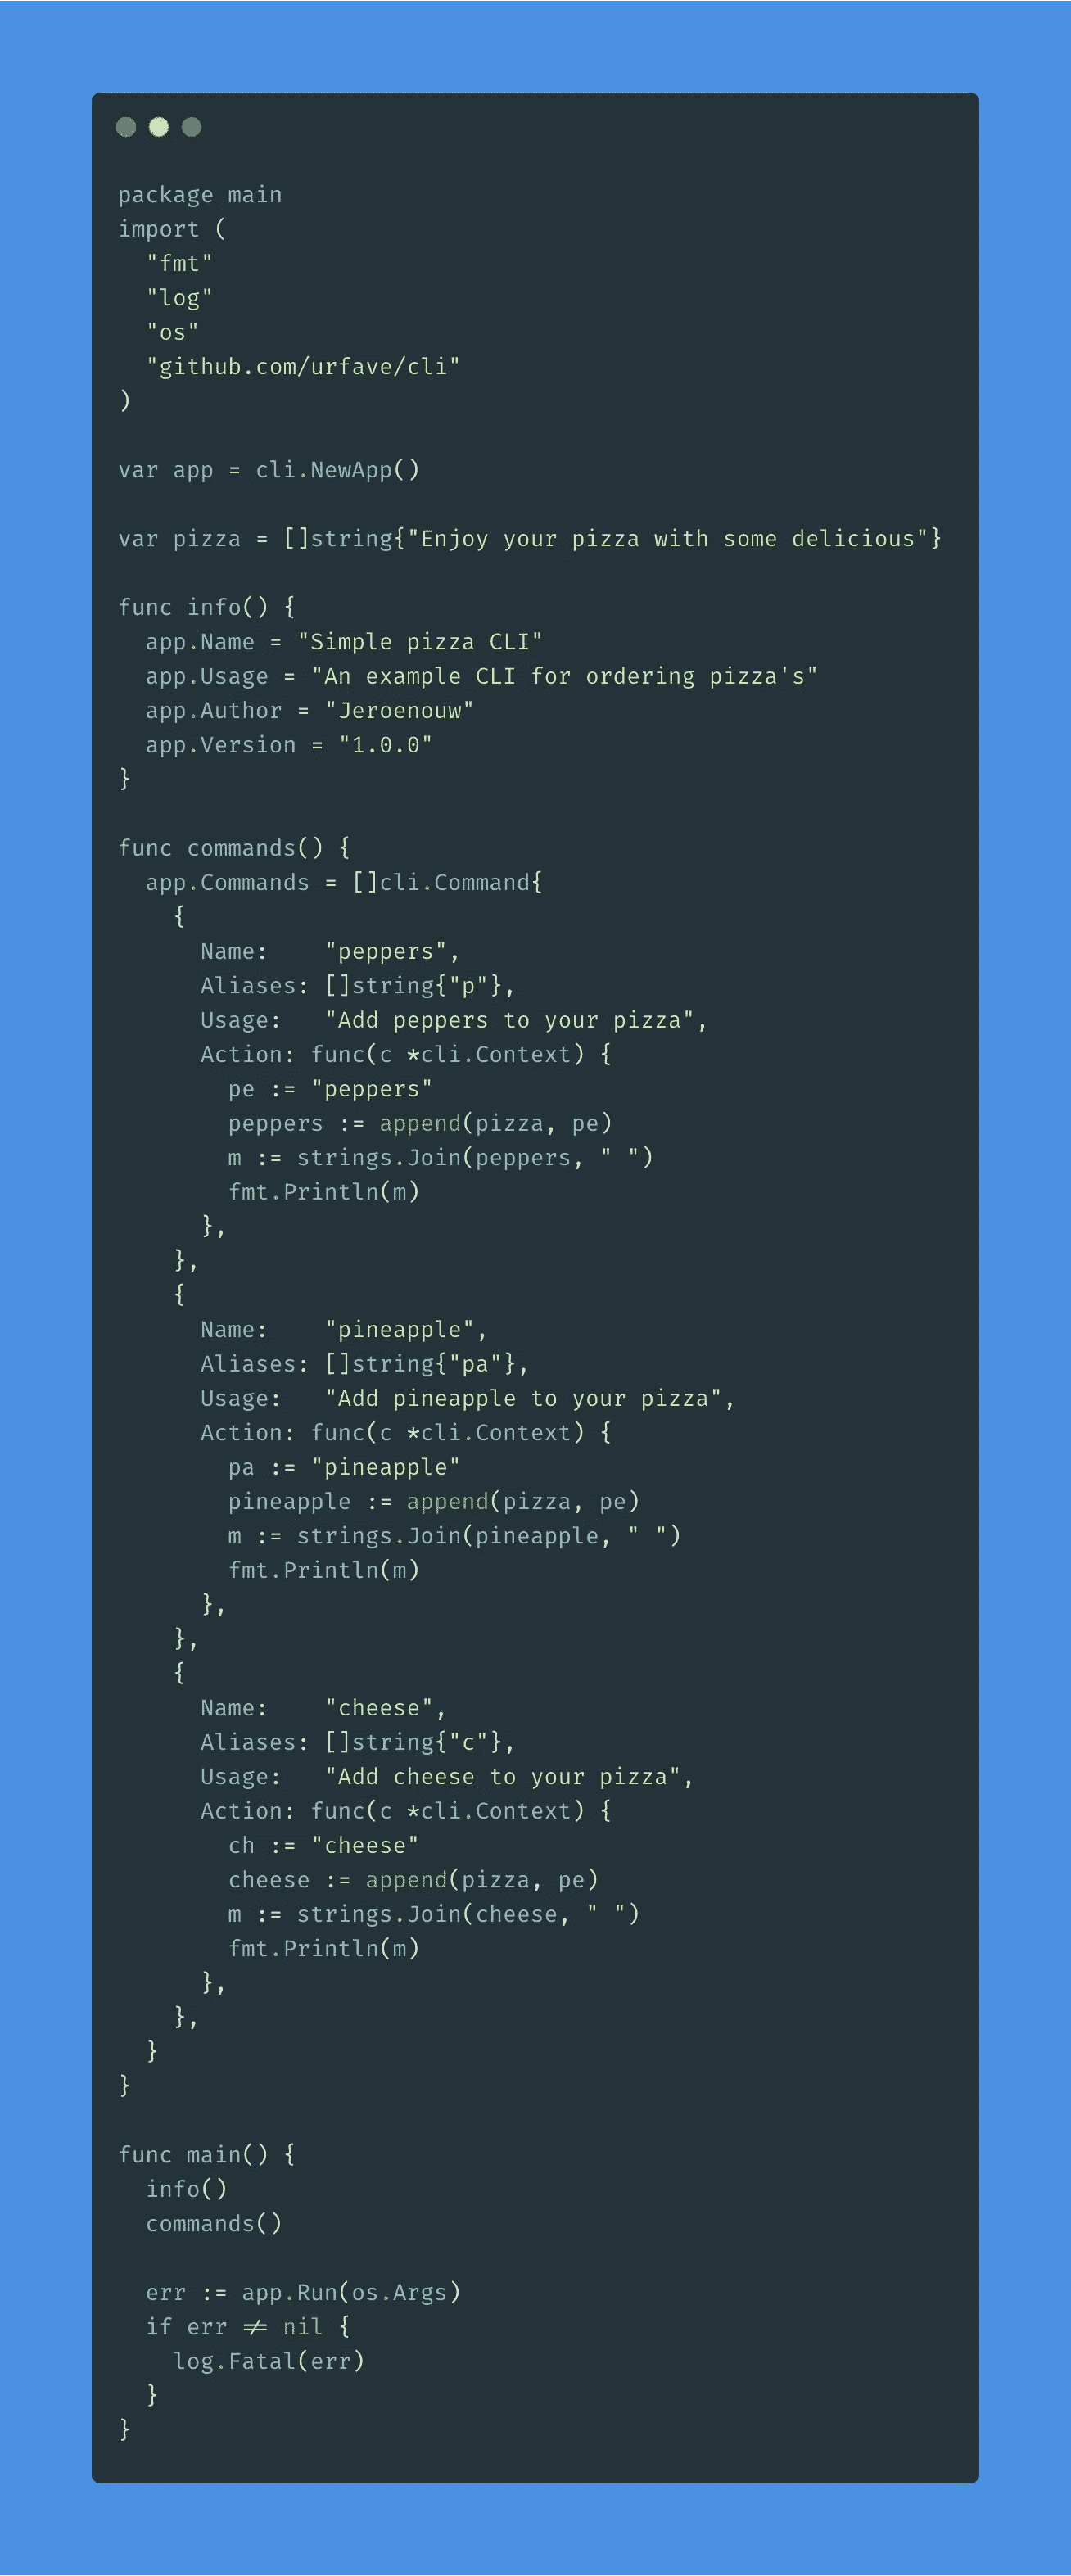 package main
import (
  "fmt"
  "log"
  "os"
  "github.com/urfave/cli"
)

var app = cli.NewApp()

var pizza = []string{"Enjoy your pizza with some delicious"}

func info() {
  app.Name = "Simple pizza CLI"
  app.Usage = "An example CLI for ordering pizza's"
  app.Author = "Jeroenouw"
  app.Version = "1.0.0"
}

func commands() {
  app.Commands = []cli.Command{
    {
      Name:    "peppers",
      Aliases: []string{"p"},
      Usage:   "Add peppers to your pizza",
      Action: func(c *cli.Context) {
        pe := "peppers"
        peppers := append(pizza, pe)
        m := strings.Join(peppers, " ")
        fmt.Println(m)
      },
    },
    {
      Name:    "pineapple",
      Aliases: []string{"pa"},
      Usage:   "Add pineapple to your pizza",
      Action: func(c *cli.Context) {
        pa := "pineapple"
        pineapple := append(pizza, pe)
        m := strings.Join(pineapple, " ")
        fmt.Println(m)
      },
    },
    {
      Name:    "cheese",
      Aliases: []string{"c"},
      Usage:   "Add cheese to your pizza",
      Action: func(c *cli.Context) {
        ch := "cheese"
        cheese := append(pizza, pe)
        m := strings.Join(cheese, " ")
        fmt.Println(m)
      },
    },
  }
}

func main() {
  info()
  commands()

  err := app.Run(os.Args)
  if err ≠ nil {
    log.Fatal(err)
  }
}